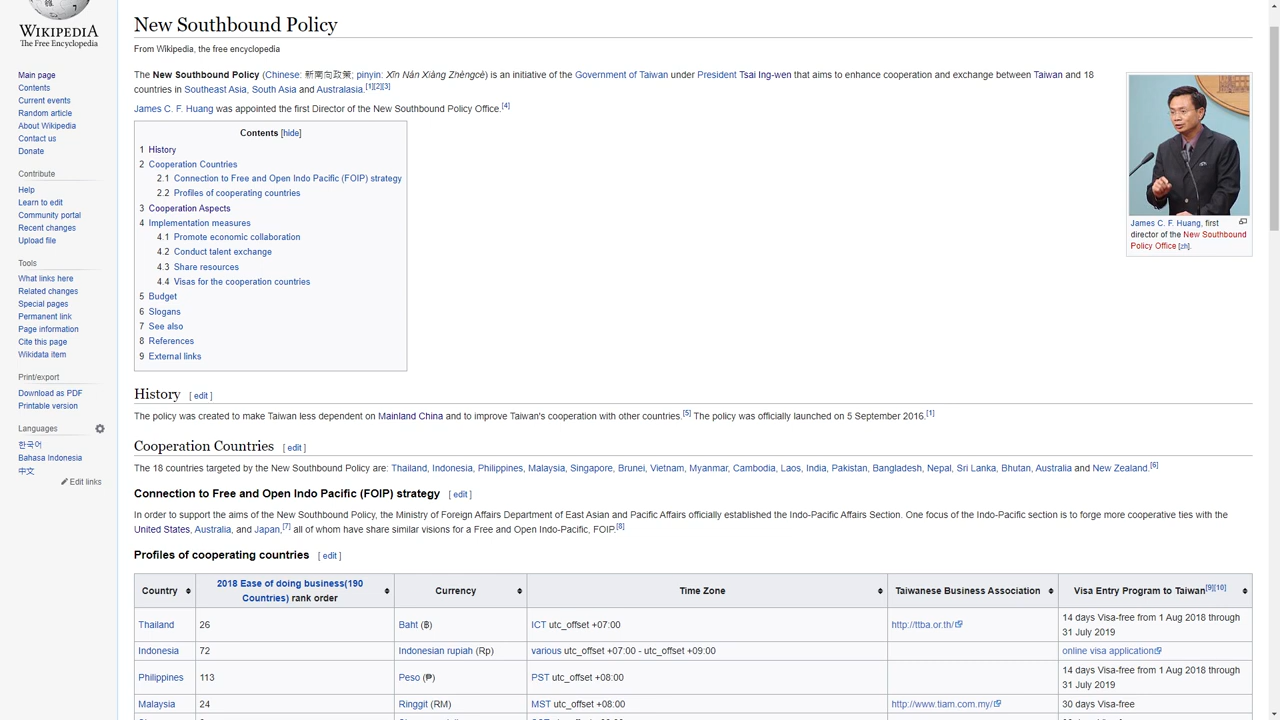 WIKIPEDIA
The Free Encyclopedia
Main page
Contents
Current events
Random article
About Wikipedia
Contact us
Donate
Contribute
Help
Learn to edit
Community portal
Recent changes
Upload file
Tools
What links here
Related changes
Special pages
Permanent link
Page information
Cite this page
Wikidata item
Print/export
Download as PDF
Printable version
Languages
한국어
Bahasa Indonesia
中文
Edit links
New Southbound Policy
From Wikipedia, the free encyclopedia
The New Southbound Policy (Chinese: 新南向政策; pinyin: Xīn Nán Xiàng Zhèngcè) is an initiative of the Government of Taiwan under President Tsai Ing-wen that aims to enhance cooperation and exchange between Taiwan and 18
countries in Southeast Asia, South Asia and Australasia.[1][2][3]
James C. F. Huang was appointed the first Director of the New Southbound Policy Office.[4]
James C. F. Huang, first
director of the New Southbound
Policy Office [zh].
Contents [hide]
1 History
2 Cooperation Countries
2.1 Connection to Free and Open Indo Pacific (FOIP) strategy
2.2 Profiles of cooperating countries
3 Cooperation Aspects
4 Implementation measures
4.1 Promote economic collaboration
4.2 Conduct talent exchange
4.3 Share resources
4.4 Visas for the cooperation countries
5 Budget
6 Slogans
7 See also
8 References
9 External links
History [ edit ]
The policy was created to make Taiwan less dependent on Mainland China and to improve Taiwan's cooperation with other countries.[5] The policy was officially launched on 5 September 2016.[1]
Cooperation Countries [ edit ]
The 18 countries targeted by the New Southbound Policy are: Thailand, Indonesia, Philippines, Malaysia, Singapore, Brunei, Vietnam, Myanmar, Cambodia, Laos, India, Pakistan, Bangladesh, Nepal, Sri Lanka, Bhutan, Australia and New Zealand.[6]
Connection to Free and Open Indo Pacific (FOIP) strategy [ edit ]
In order to support the aims of the New Southbound Policy, the Ministry of Foreign Affairs Department of East Asian and Pacific Affairs officially established the Indo-Pacific Affairs Section. One focus of the Indo-Pacific section is to forge more cooperative ties with the
United States, Australia, and Japan,[7] all of whom have share similar visions for a Free and Open Indo-Pacific, FOIP.[8]
Profiles of cooperating countries [ edit ]
Country 2018 Ease of doing business(190 Countries) rank order Currency Time Zone Taiwanese Business Association Visa Entry Program to Taiwan[9][10]
Thailand 26 Baht (฿) ICT utc_offset +07:00 http://ttba.or.th/ 14 days Visa-free from 1 Aug 2018 through 31 July 2019
Indonesia 72 Indonesian rupiah (Rp) various utc_offset +07:00 - utc_offset +09:00 online visa application
Philippines 113 Peso (₱) PST utc_offset +08:00 14 days Visa-free from 1 Aug 2018 through 31 July 2019
Malaysia 24 Ringgit (RM) MST utc_offset +08:00 http://www.tiam.com.my/ 30 days Visa-free